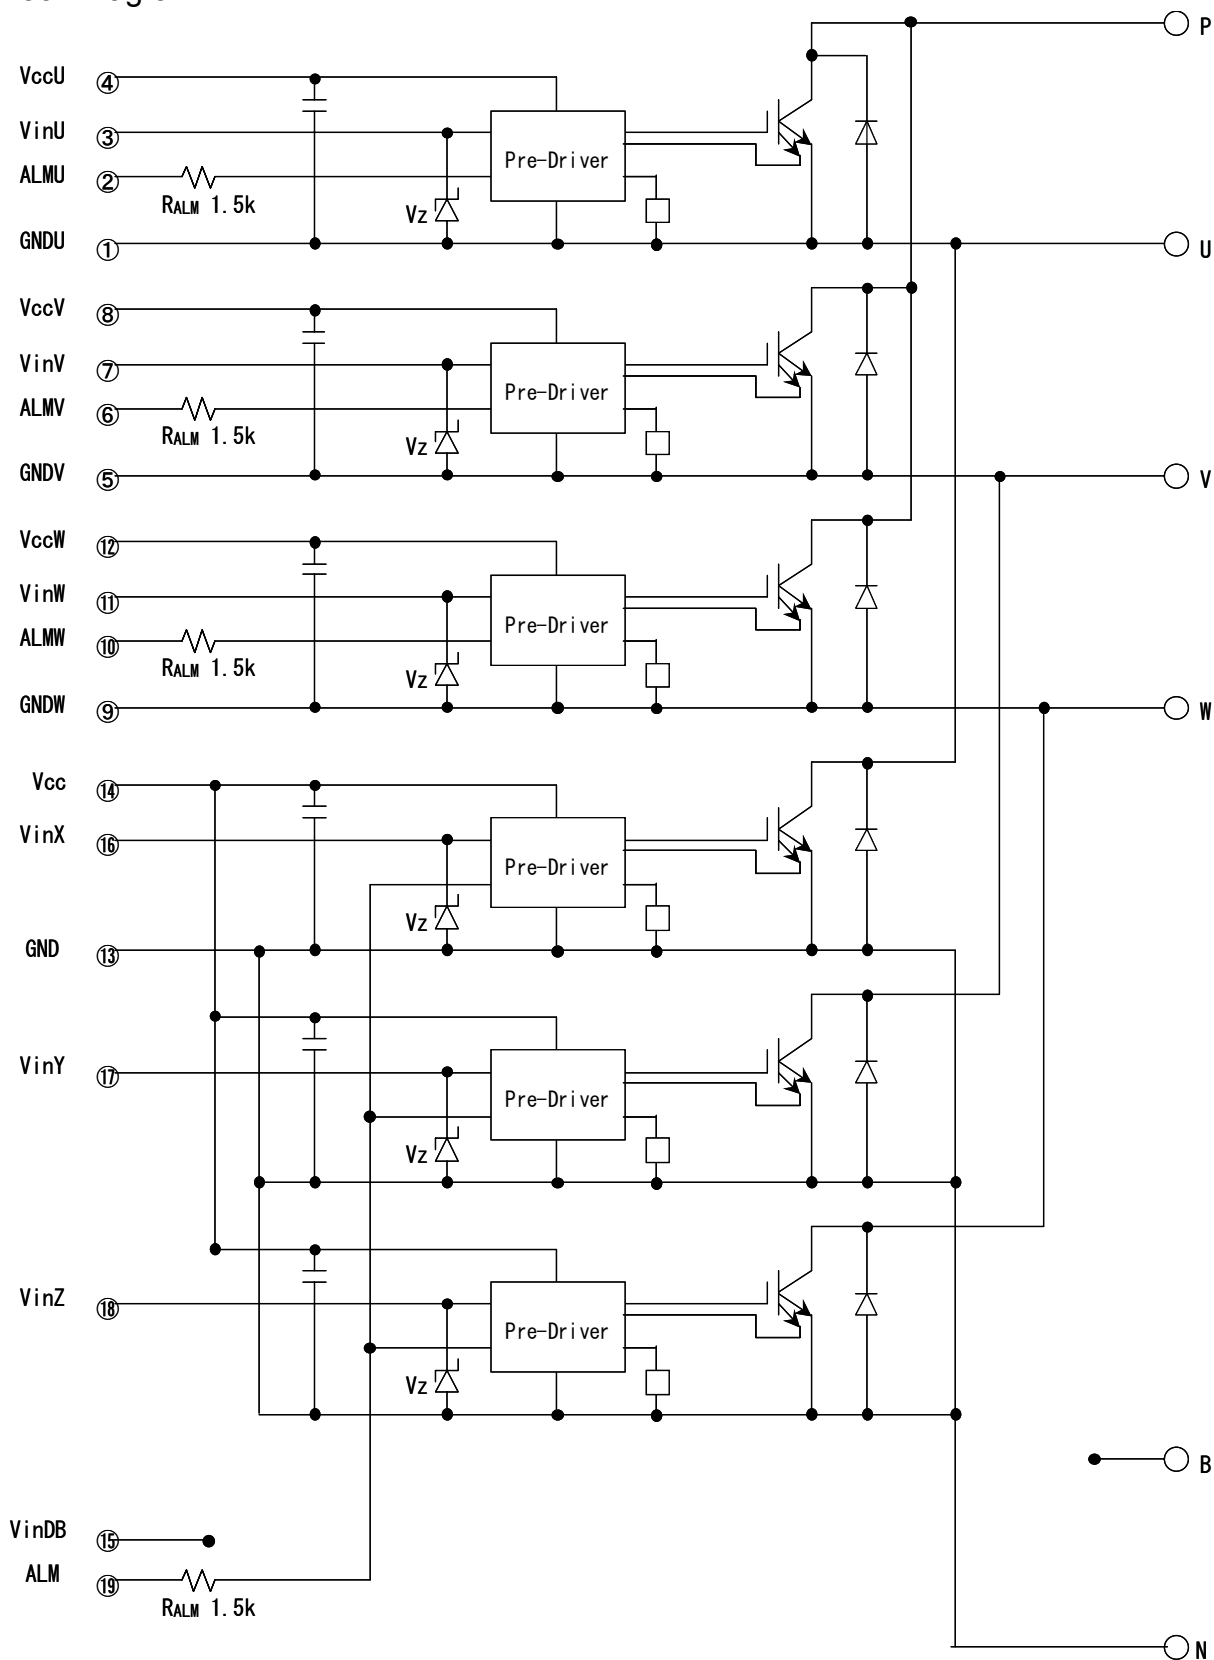 P
VccU ④
VinU ③
Pre-Driver
ALMU ②
RALM 1.5k
Vz
GNDU ①
U
VccV ⑧
VinV ⑦
Pre-Driver
ALMV ⑥
RALM 1.5k
Vz
GNDV ⑤
V
VccW ⑫
VinW ⑪
Pre-Driver
ALMW ⑩
RALM 1.5k
Vz
GNDW ⑨
W
Vcc ⑭
VinX ⑯
Pre-Driver
Vz
GND ⑬
VinY ⑰
Pre-Driver
Vz
VinZ ⑱
Pre-Driver
Vz
B
VinDB ⑮
ALM ⑲
RALM 1.5k
N